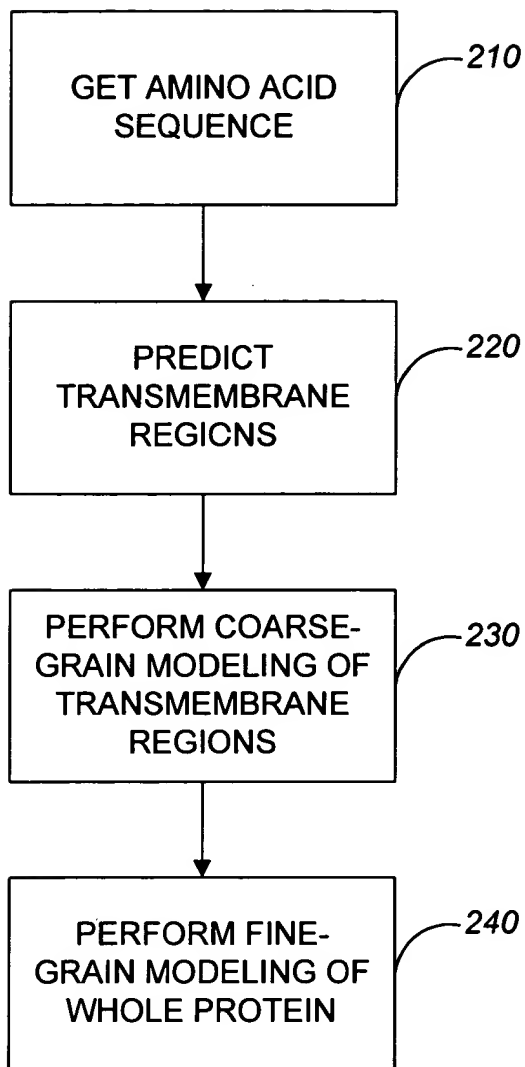 GET AMINO ACID
SEQUENCE
210
PREDICT
TRANSMEMBRANE
REGICNS
220
PERFORM COARSE-
GRAIN MODELING OF
TRANSMEMBRANE
REGIONS
230
PERFORM FINE-
GRAIN MODELING OF
WHOLE PROTEIN
240